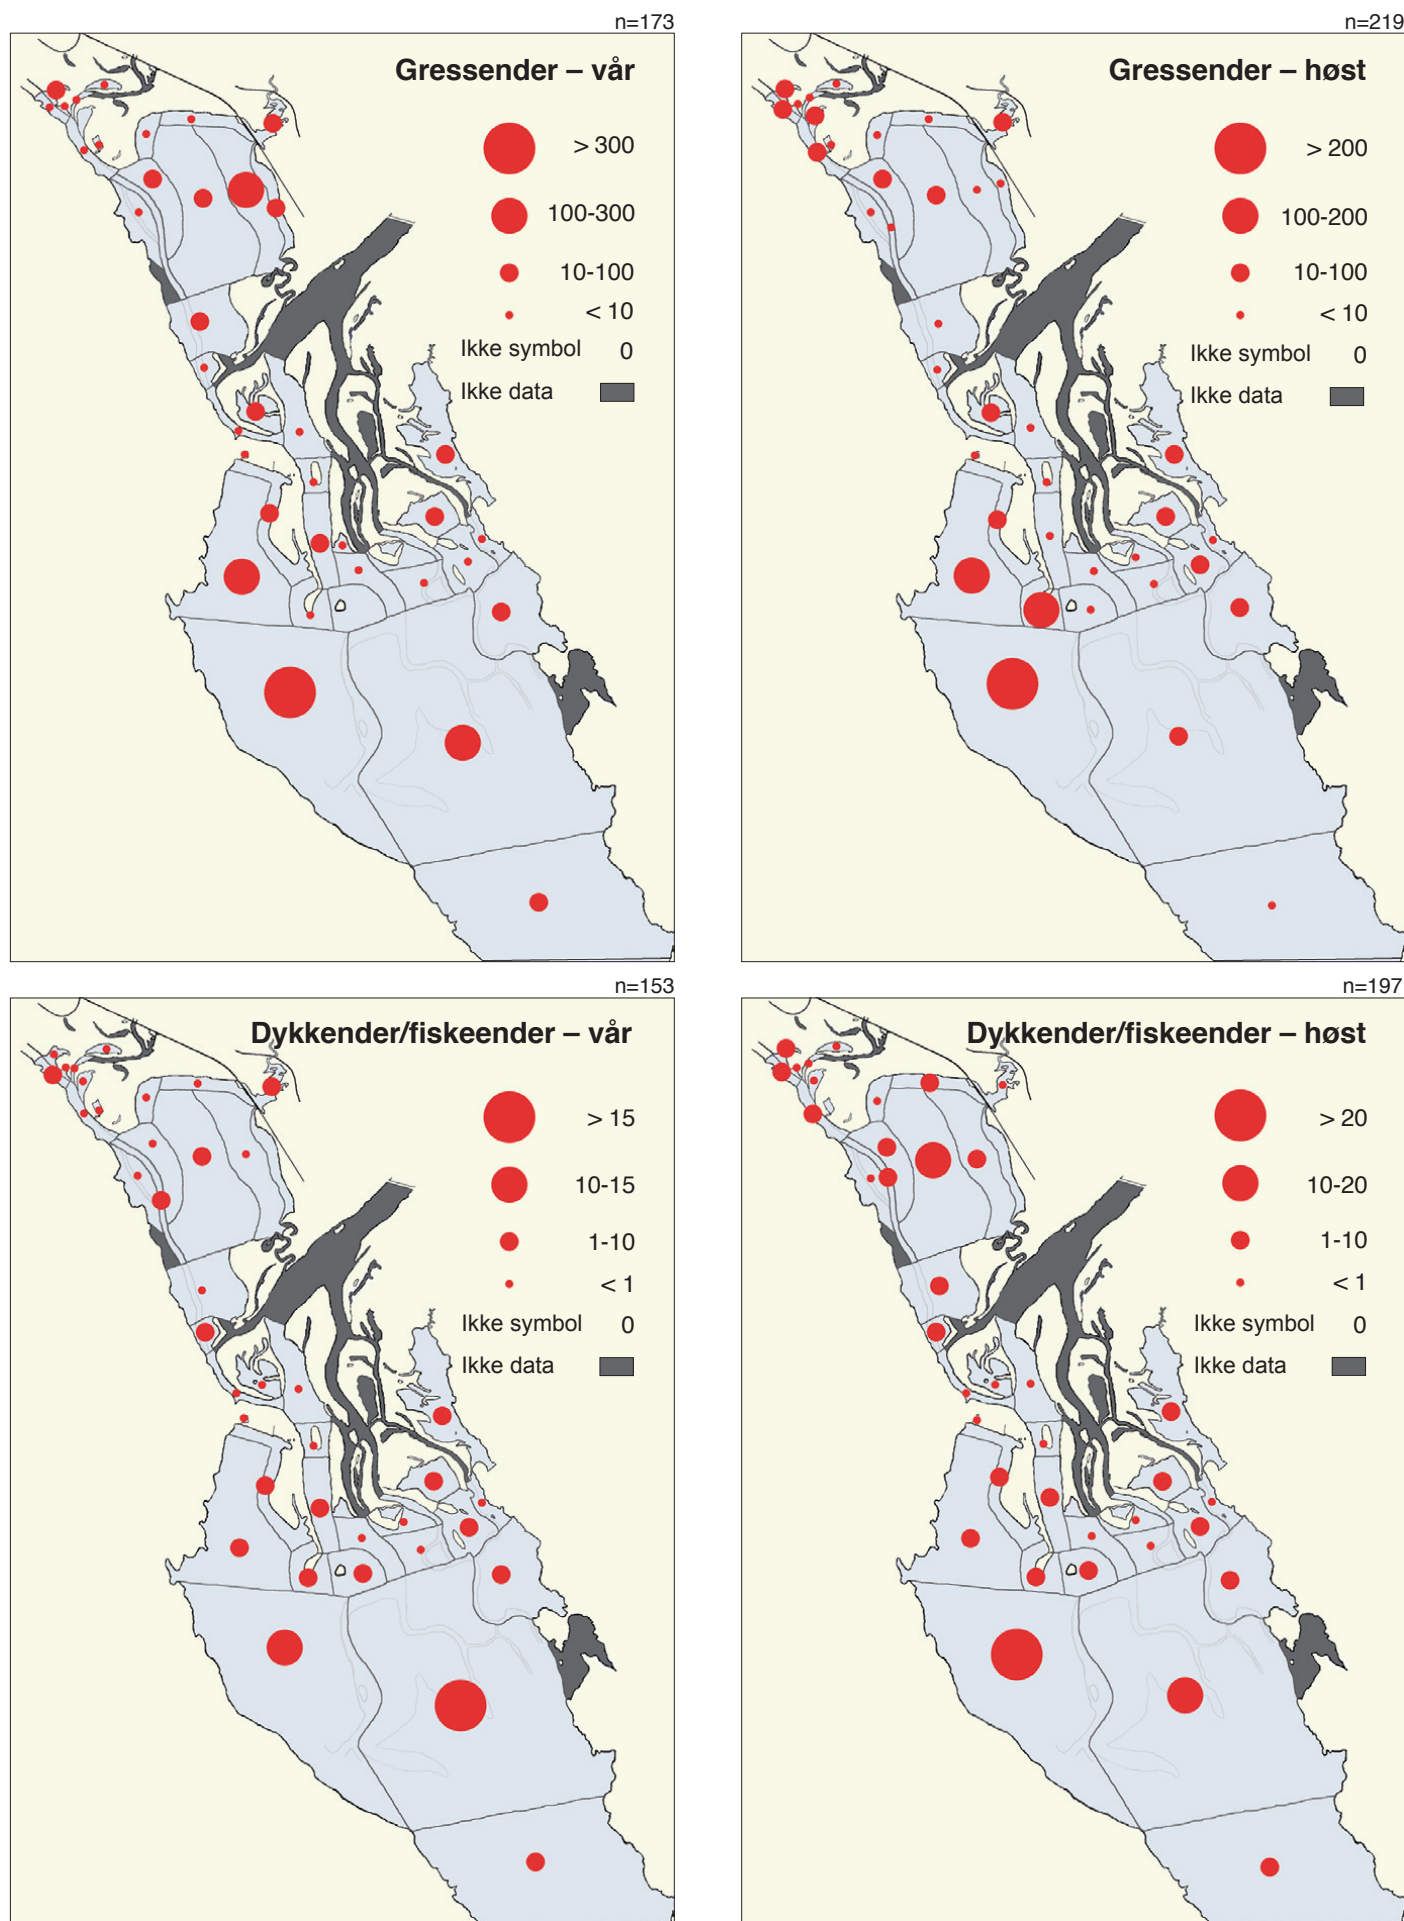 n=173
Gressender – vår
> 300
100-300
10-100
< 10
Ikke symbol 0
Ikke data
n=219
Gressender – høst
> 200
100-200
10-100
< 10
Ikke symbol 0
Ikke data
n=153
Dykkender/fiskeender – vår
> 15
10-15
1-10
< 1
Ikke symbol 0
Ikke data
n=197
Dykkender/fiskeender – høst
> 20
10-20
1-10
< 1
Ikke symbol 0
Ikke data